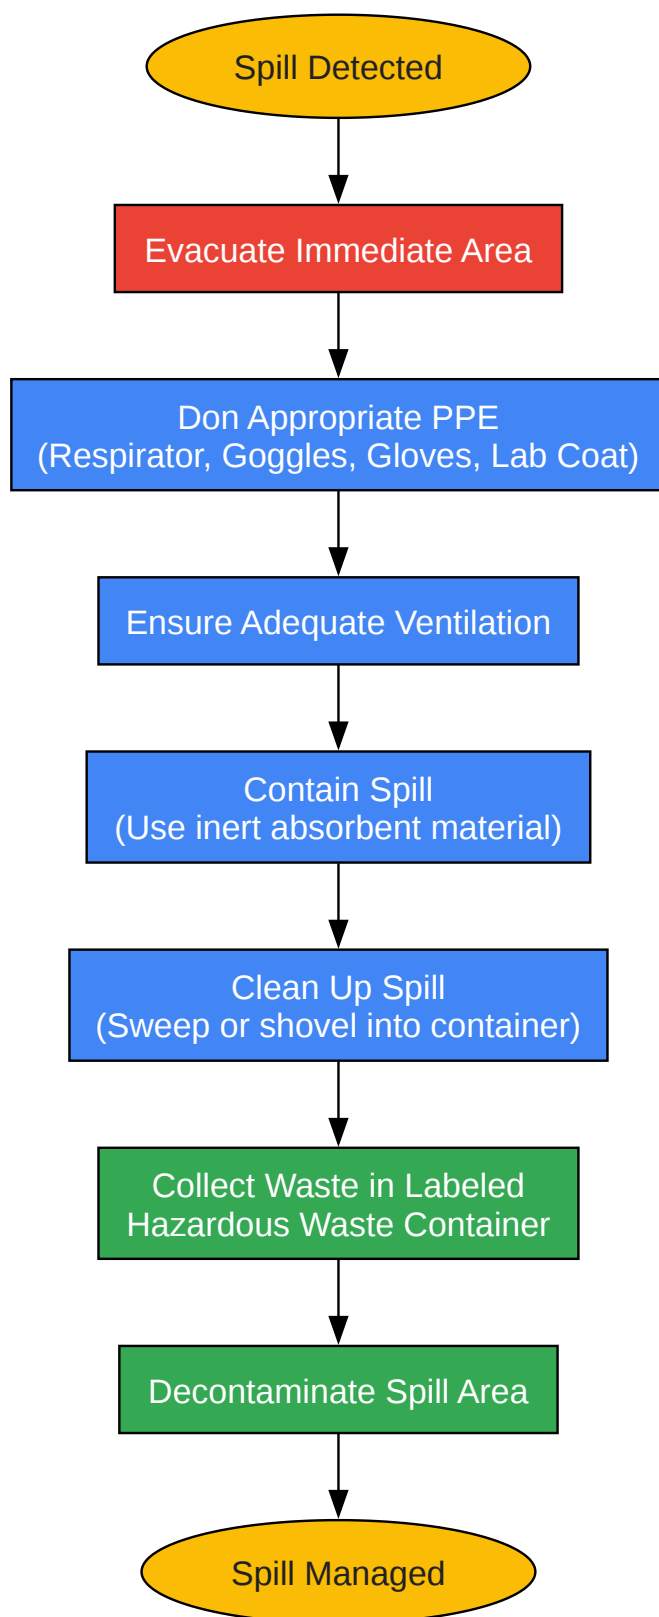 Spill Detected
Evacuate Immediate Area
Don Appropriate PPE
(Respirator, Goggles, Gloves, Lab Coat)
Ensure Adequate Ventilation
Contain Spill
(Use inert absorbent material)
Clean Up Spill
(Sweep or shovel into container)
Collect Waste in Labeled
Hazardous Waste Container
Decontaminate Spill Area
Spill Managed